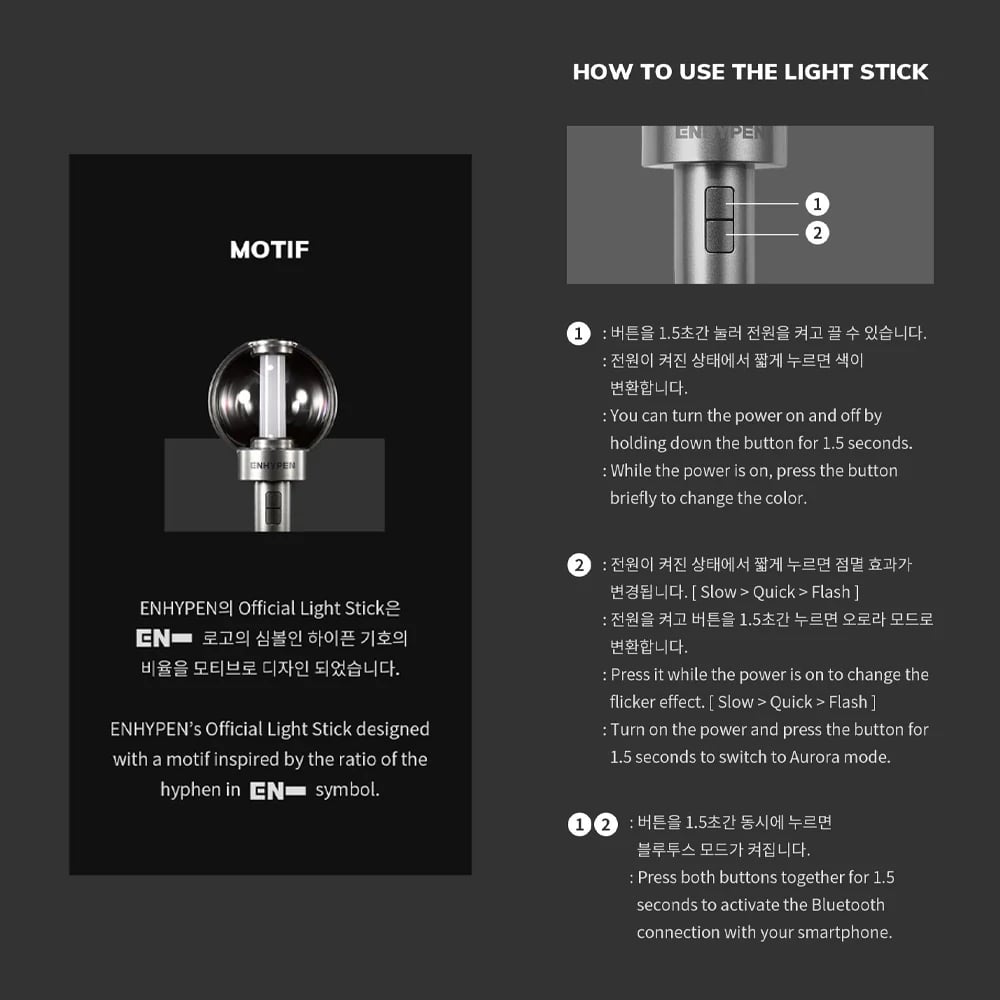 MOTIF
ENHYPEN
ENHYPEN의 Official Light Stick은
EN- 로고의 심볼인 하이픈 기호의
비율을 모티브로 디자인 되었습니다.
ENHYPEN’s Official Light Stick designed
with a motif inspired by the ratio of the
hyphen in EN- symbol.
HOW TO USE THE LIGHT STICK
ENHYPEN
1
2
1 : 버튼을 1.5초간 눌러 전원을 켜고 끌 수 있습니다.
: 전원이 켜진 상태에서 짧게 누르면 색이
변환합니다.
: You can turn the power on and off by
holding down the button for 1.5 seconds.
: While the power is on, press the button
briefly to change the color.
2 : 전원이 켜진 상태에서 짧게 누르면 점멸 효과가
변경됩니다. [ Slow > Quick > Flash ]
: 전원을 켜고 버튼을 1.5초간 누르면 오로라 모드로
변환합니다.
: Press it while the power is on to change the
flicker effect. [ Slow > Quick > Flash ]
: Turn on the power and press the button for
1.5 seconds to switch to Aurora mode.
1 2 : 버튼을 1.5초간 동시에 누르면
블루투스 모드가 켜집니다.
: Press both buttons together for 1.5
seconds to activate the Bluetooth
connection with your smartphone.